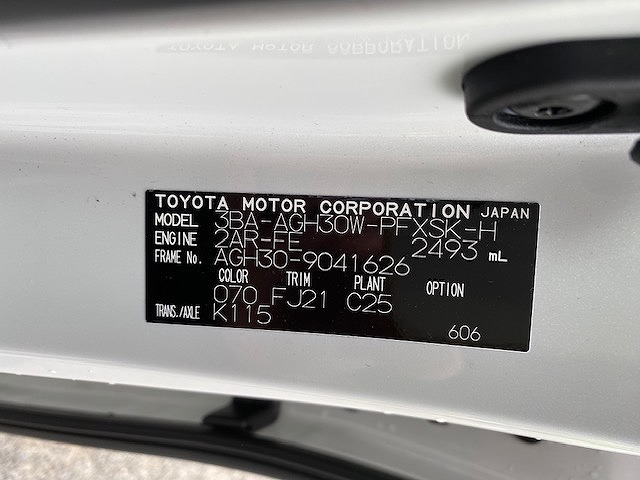 TOYOTA MOTOR CORPORATION JAPAN
MODEL 3BA-AGH30W-PFXSK-H
ENGINE 2AR-FE 2493 mL
FRAME No. AGH30-9041626
COLOR TRIM PLANT OPTION
070 FJ21 C25
TRANS./AXLE K115
606